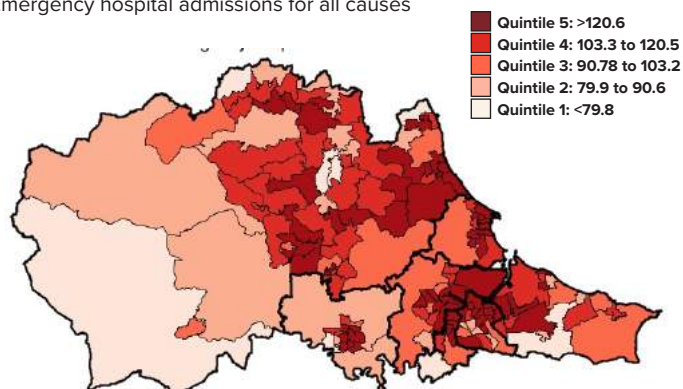 mergency hospital admissions for all causes
Quintile 5: >120.6
Quintile 4: 103.3 to 120.5
Quintile 3: 90.78 to 103.2
Quintile 2: 79.9 to 90.6
Quintile 1: <79.8